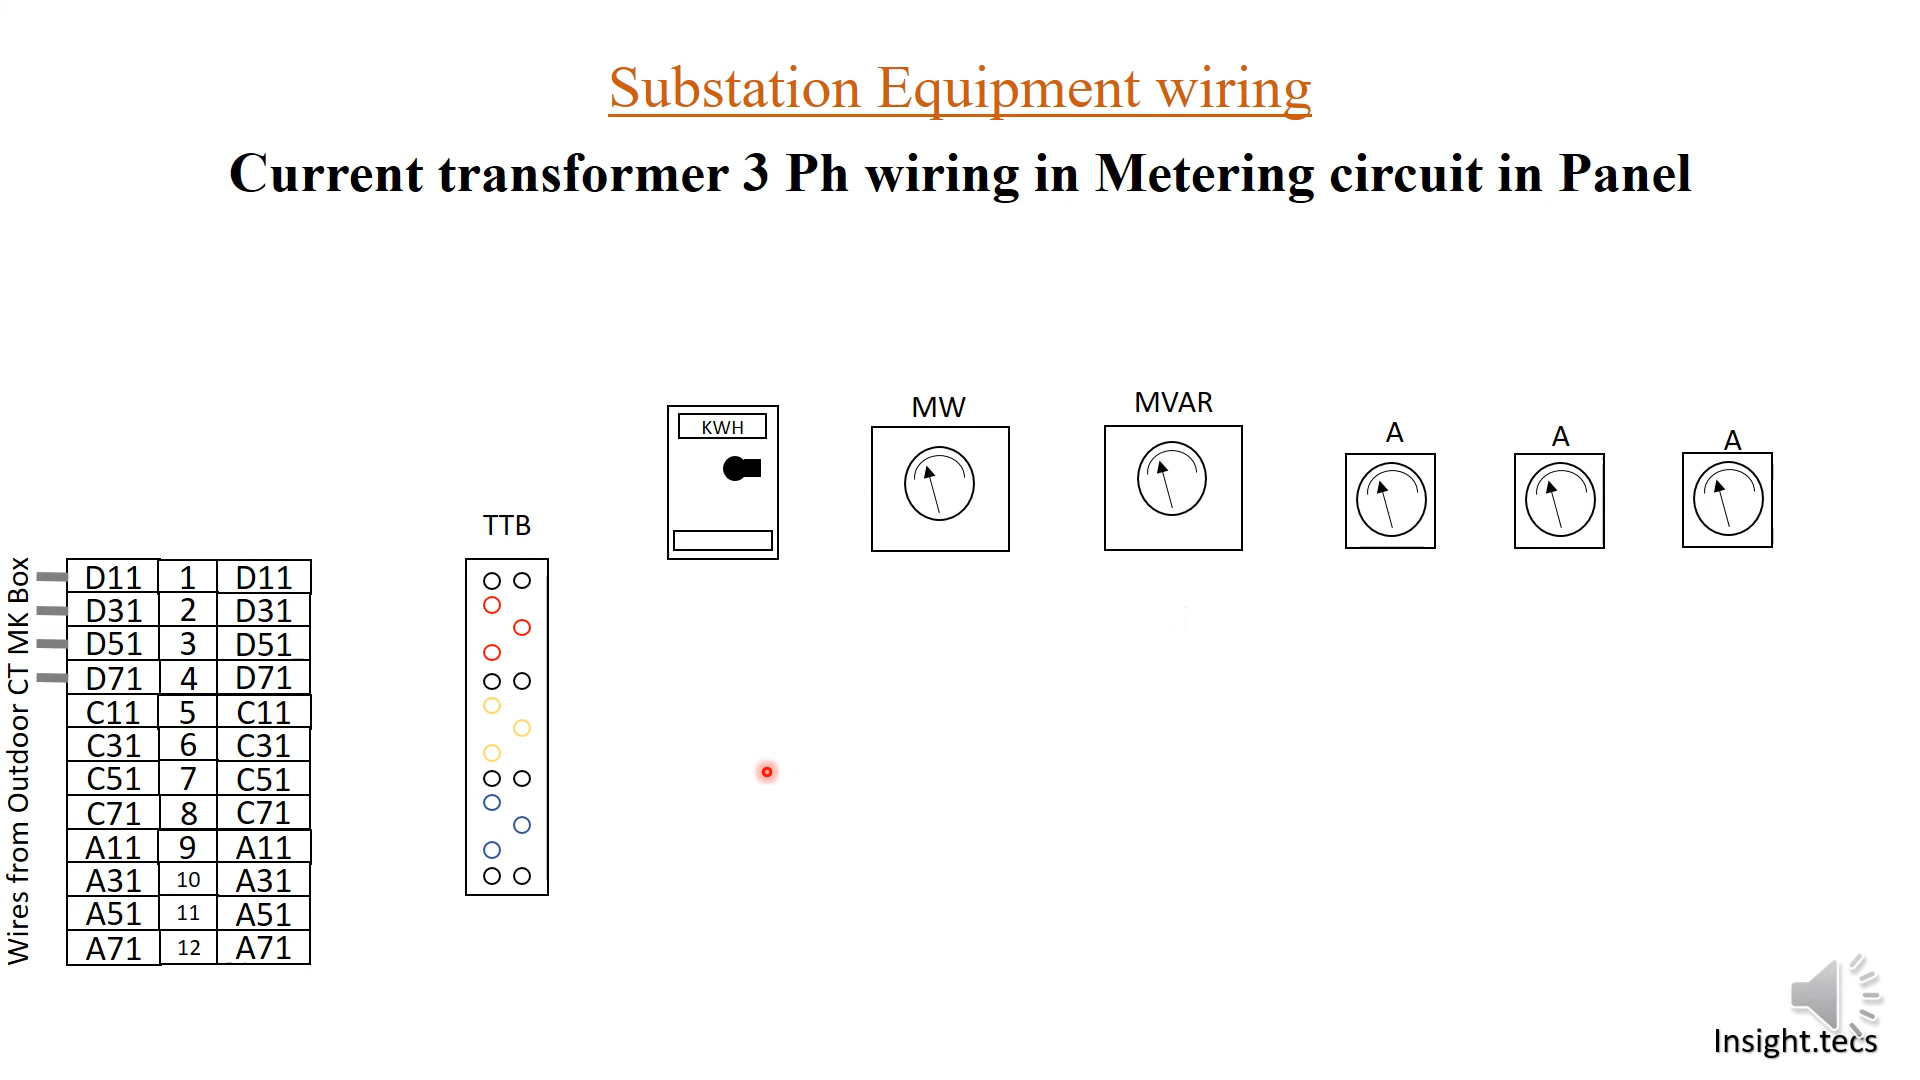 Substation Equipment wiring
Current transformer 3 Ph wiring in Metering circuit in Panel
KWH
MW
MVAR
A
A
A
TTB
Wires from Outdoor CT MK Box
D11 1 D11
D31 2 D31
D51 3 D51
D71 4 D71
C11 5 C11
C31 6 C31
C51 7 C51
C71 8 C71
A11 9 A11
A31 10 A31
A51 11 A51
A71 12 A71
Insight.tecs